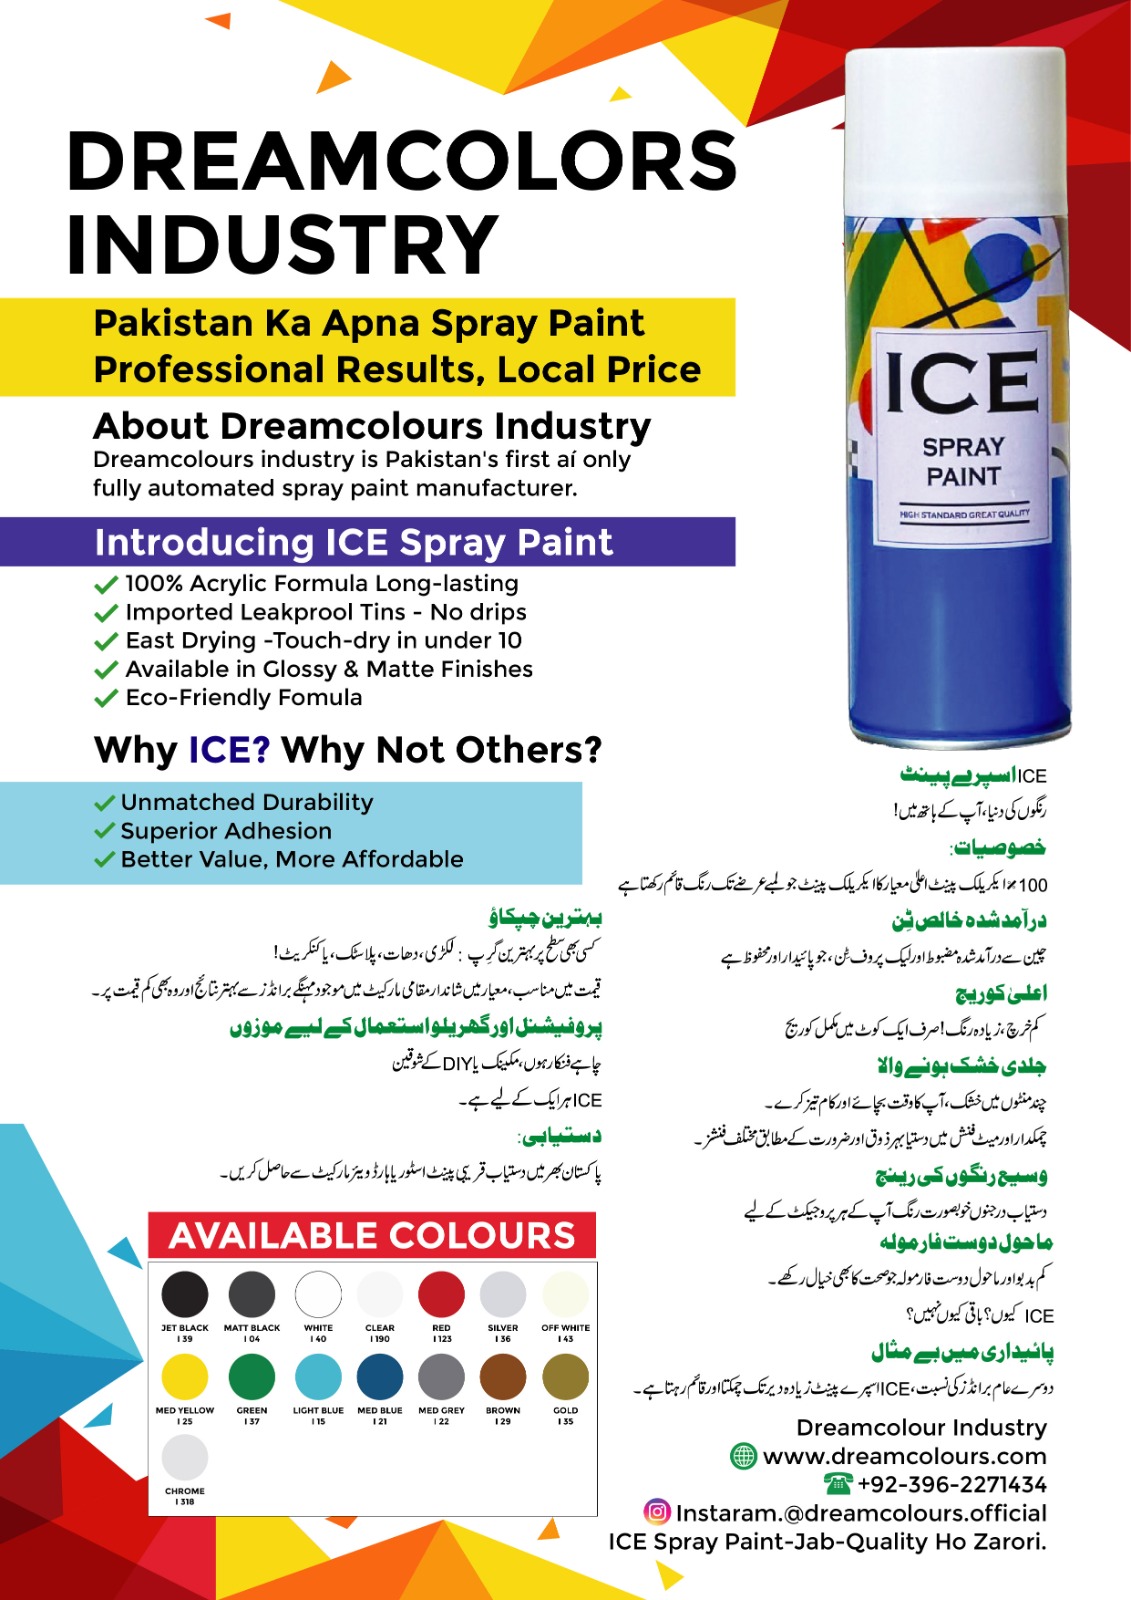 DREAMCOLORS
INDUSTRY
Pakistan Ka Apna Spray Paint
Professional Results, Local Price
About Dreamcolours Industry
Dreamcolours industry is Pakistan's first aí only
fully automated spray paint manufacturer.
Introducing ICE Spray Paint
100% Acrylic Formula Long-lasting
Imported Leakprool Tins - No drips
East Drying -Touch-dry in under 10
Available in Glossy & Matte Finishes
Eco-Friendly Fomula
Why ICE? Why Not Others?
Unmatched Durability
Superior Adhesion
Better Value, More Affordable
ICE
SPRAY
PAINT
HIGH STANDARD GREAT QUALITY
ICE اسپرے پینٹ
رنگوں کی دنیا، آپ کے ہاتھ میں!
خصوصیات:
100% ایکریلک پینٹ اعلیٰ معیار کا ایکریلک پینٹ جو لمبے عرصے تک رنگ قائم رکھتا ہے
درآمد شدہ خالص ٹِن
چین سے درآمد شدہ مضبوط اور لیک پروف ٹِن، جو پائیدار اور محفوظ ہے
اعلیٰ کوریج
کم خرچ، زیادہ رنگ! صرف ایک کوٹ میں مکمل کوریج
جلدی خشک ہونے والا
چند منٹوں میں خشک، آپ کا وقت بچائے اور کام تیز کرے۔
چمکدار اور میٹ فنش میں دستیاب ہر ذوق اور ضرورت کے مطابق مختلف فنشز۔
وسیع رنگوں کی رینج
دستیاب درجنوں خوبصورت رنگ آپ کے ہر پروجیکٹ کے لیے
ماحول دوست فارمولہ
کم بدبو اور ماحول دوست فارمولہ جو صحت کا بھی خیال رکھے۔
ICE کیوں؟ باقی کیوں نہیں؟
پائیداری میں بے مثال
دوسرے عام برانڈز کی نسبت، ICE اسپرے پینٹ زیادہ دیر تک چمکتا اور قائم رہتا ہے۔
بہترین چپکاؤ
کسی بھی سطح پر بہترین گرِپ : لکڑی، دھات، پلاسٹک، یا کنکریٹ!
قیمت میں مناسب، معیار میں شاندار مقامی مارکیٹ میں موجود مہنگے برانڈز سے بہتر نتائج اور وہ بھی کم قیمت پر۔
پروفیشنل اور گھریلو استعمال کے لیے موزوں
چاہے فنکار ہوں، مکینک یا DIY کے شوقین
ICE ہر ایک کے لیے ہے۔
دستیابی:
پاکستان بھر میں دستیاب قریبی پینٹ اسٹور یا ہارڈ ویئر مارکیٹ سے حاصل کریں۔
AVAILABLE COLOURS
JET BLACK MATT BLACK WHITE CLEAR RED SILVER OFF WHITE
I 39 I 04 I 40 I 190 I 123 I 36 I 43
MED YELLOW GREEN LIGHT BLUE MED BLUE MED GREY BROWN GOLD
I 25 I 37 I 15 I 21 I 22 I 29 I 35
CHROME
I 318
Dreamcolour Industry
www.dreamcolours.com
+92-396-2271434
Instaram.@dreamcolours.official
ICE Spray Paint-Jab-Quality Ho Zarori.